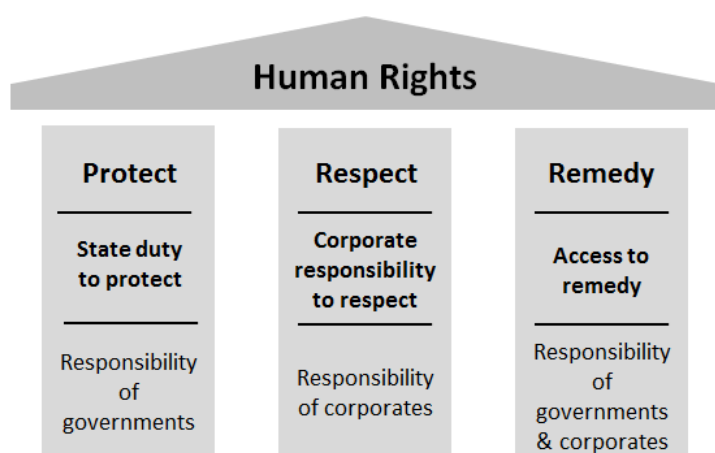 Human Rights
Protect
State duty
to protect
Responsibility
of
governments
Respect
Corporate
responsibility
to respect
Responsibility
of corporates
Remedy
Access to
remedy
Responsibility
of
governments
& corporates